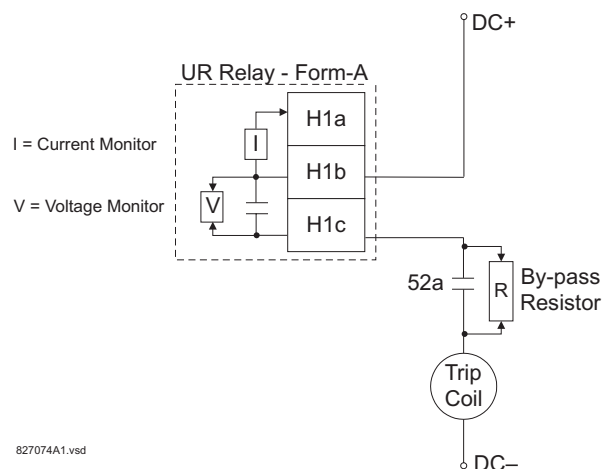 DC+
UR Relay - Form-A
H1a
I
I = Current Monitor
H1b
V = Voltage Monitor
V
H1c
52a
R
By-pass
Resistor
Trip
Coil
827074A1.vsd
DC–